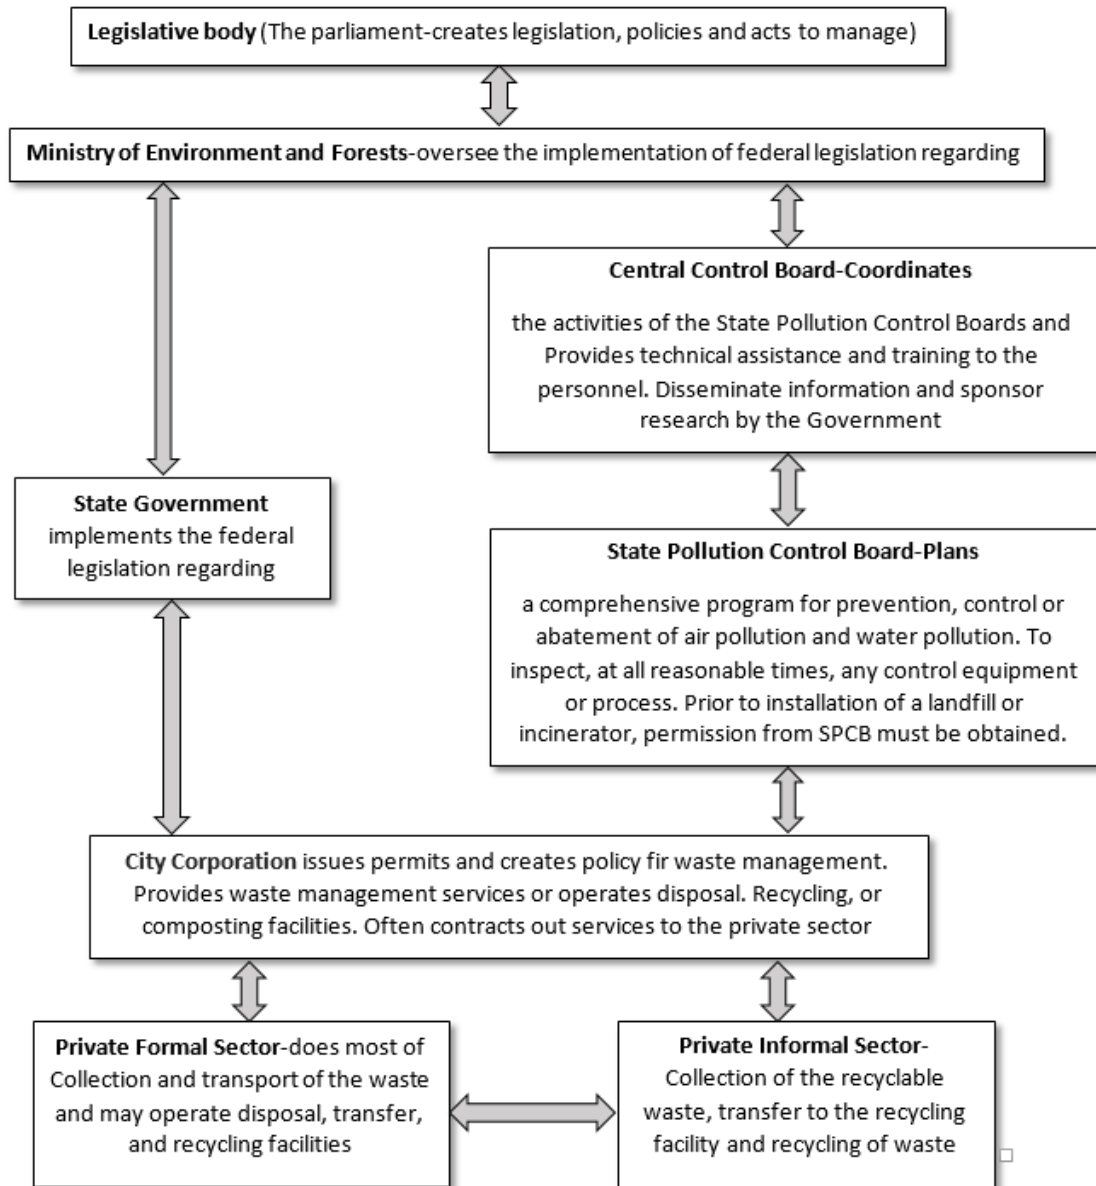 Legislative body (The parliament-creates legislation, policies and acts to manage)
Ministry of Environment and Forests-oversee the implementation of federal legislation regarding
Central Control Board-Coordinates
the activities of the State Pollution Control Boards and
Provides technical assistance and training to the
personnel. Disseminate information and sponsor
research by the Government
State Government
implements the federal
legislation regarding
State Pollution Control Board-Plans
a comprehensive program for prevention, control or
abatement of air pollution and water pollution. To
inspect, at all reasonable times, any control equipment
or process. Prior to installation of a landfill or
incinerator, permission from SPCB must be obtained.
City Corporation issues permits and creates policy fir waste management.
Provides waste management services or operates disposal. Recycling, or
composting facilities. Often contracts out services to the private sector
Private Formal Sector-does most of
Collection and transport of the waste
and may operate disposal, transfer,
and recycling facilities
Private Informal Sector-
Collection of the recyclable
waste, transfer to the recycling
facility and recycling of waste